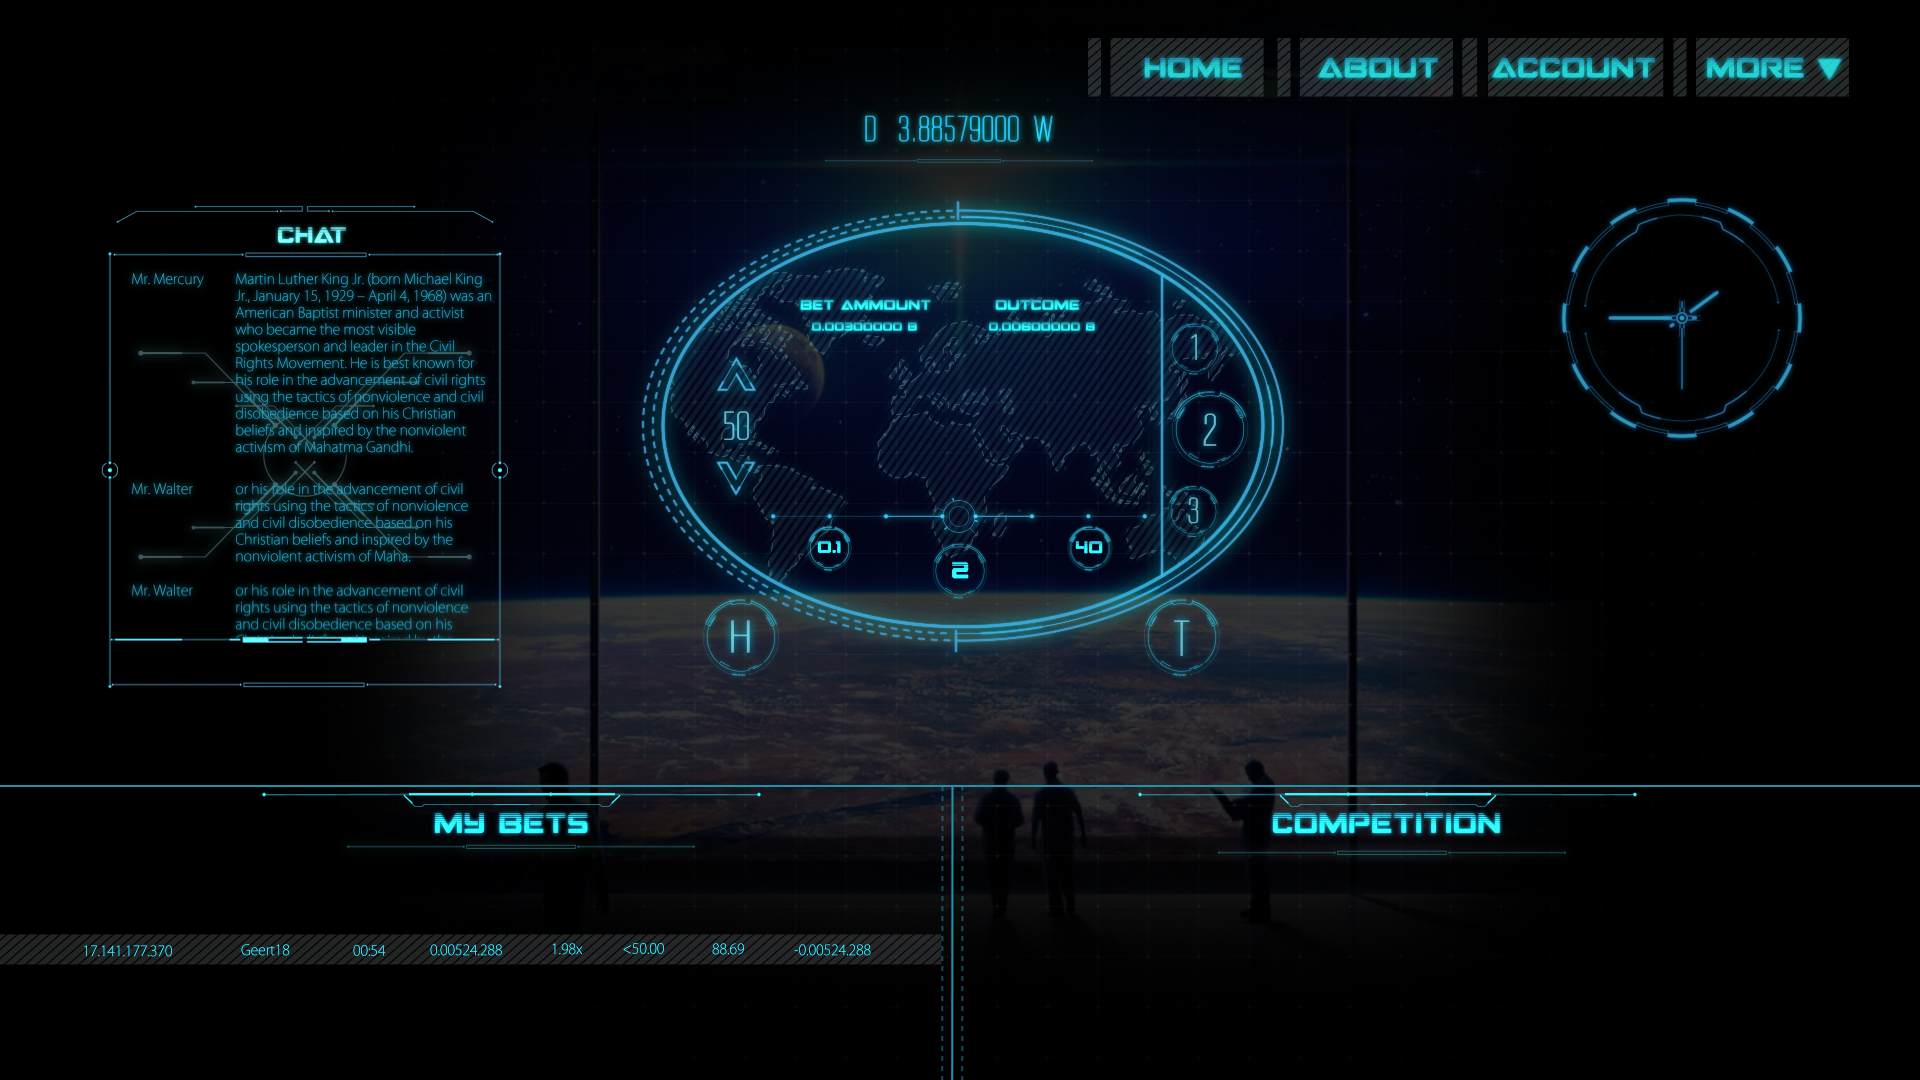 HOME ABOUT ACCOUNT MORE ▼
D 3.88579000 W
CHAT
Mr. Mercury
Martin Luther King Jr. (born Michael King
Jr., January 15, 1929 – April 4, 1968) was an
American Baptist minister and activist
who became the most visible
spokesperson and leader in the Civil
Rights Movement. He is best known for
his role in the advancement of civil rights
using the tactics of nonviolence and civil
disobedience based on his Christian
beliefs and inspired by the nonviolent
activism of Mahatma Gandhi.
Mr. Walter
or his role in the advancement of civil
rights using the tactics of nonviolence
and civil disobedience based on his
Christian beliefs and inspired by the
nonviolent activism of Maha.
Mr. Walter
or his role in the advancement of civil
rights using the tactics of nonviolence
and civil disobedience based on his
BET AMMOUNT
0.00300000 B
OUTCOME
0.00600000 B
50
1
2
3
0.1
2
40
H
T
MY BETS
COMPETITION
17.141.177.370 Geert18 00:54 0.00524.288 1.98x <50.00 88.69 -0.00524.288